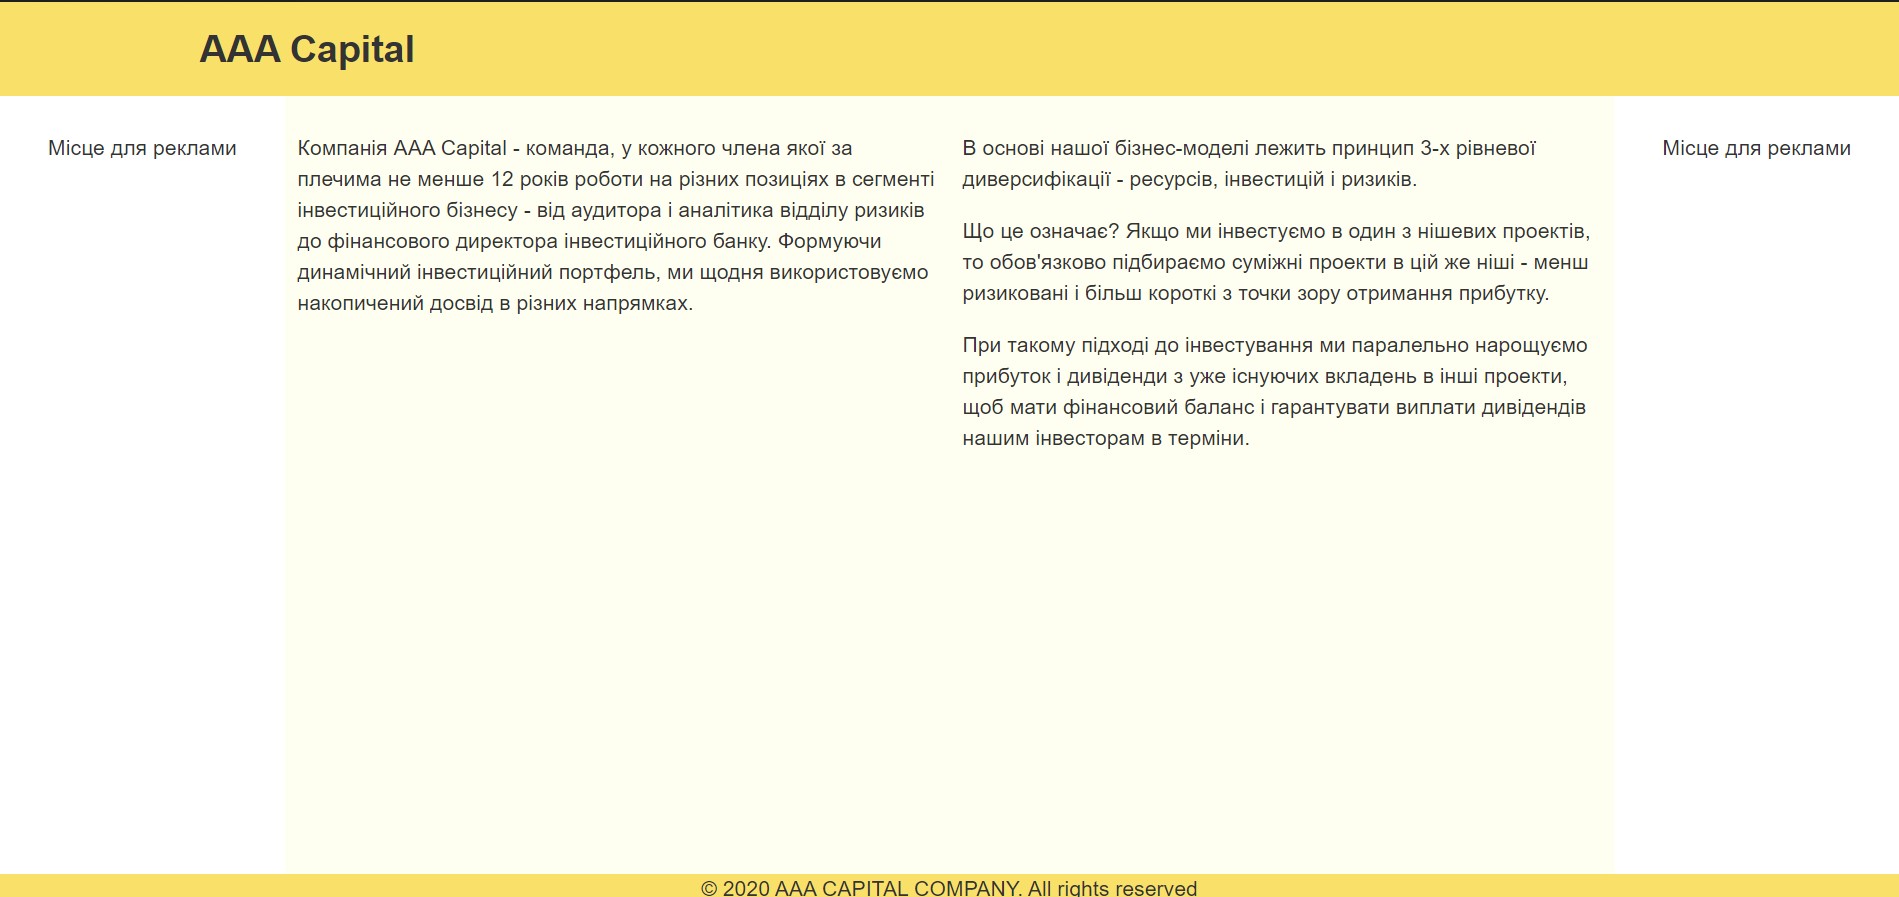 AAA Capital
Місце для реклами
Компанія AAA Capital - команда, у кожного члена якої за
плечима не менше 12 років роботи на різних позиціях в сегменті
інвестиційного бізнесу - від аудитора і аналітика відділу ризиків
до фінансового директора інвестиційного банку. Формуючи
динамічний інвестиційний портфель, ми щодня використовуємо
накопичений досвід в різних напрямках.
В основі нашої бізнес-моделі лежить принцип 3-х рівневої
диверсифікації - ресурсів, інвестицій і ризиків.
Що це означає? Якщо ми інвестуємо в один з нішевих проектів,
то обов'язково підбираємо суміжні проекти в цій же ніші - менш
ризиковані і більш короткі з точки зору отримання прибутку.
При такому підході до інвестування ми паралельно нарощуємо
прибуток і дивіденди з уже існуючих вкладень в інші проекти,
щоб мати фінансовий баланс і гарантувати виплати дивідендів
нашим інвесторам в терміни.
Місце для реклами
© 2020 AAA CAPITAL COMPANY. All rights reserved